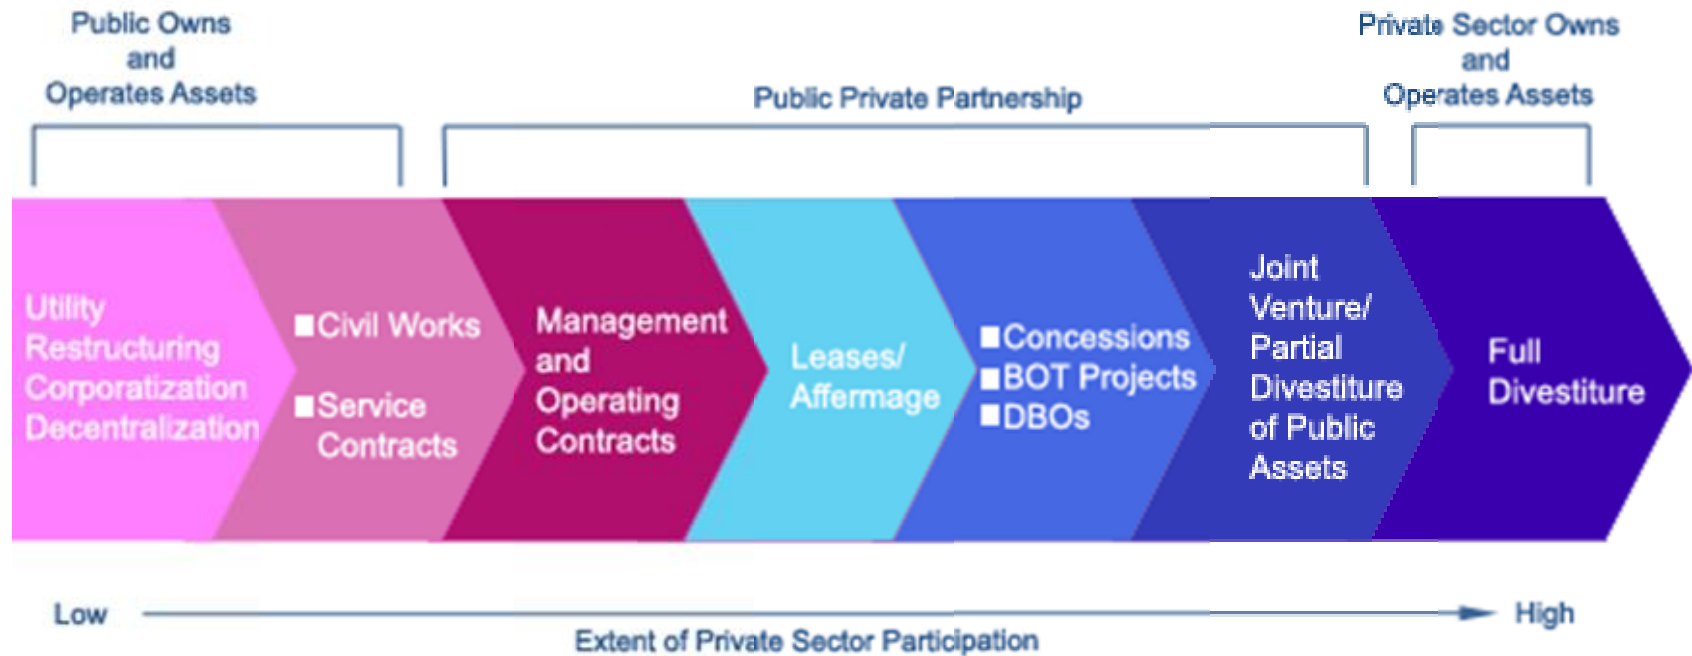 Public Owns
and
Operates Assets
Public Private Partnership
Private Sector Owns
and
Operates Assets
Utility
Restructuring
Corporatization
Decentralization
Civil Works
Service
Contracts
Management
and
Operating
Contracts
Leases/
Affermage
Concessions
BOT Projects
DBOs
Joint
Venture/
Partial
Divestiture
of Public
Assets
Full
Divestiture
Low
High
Extent of Private Sector Participation